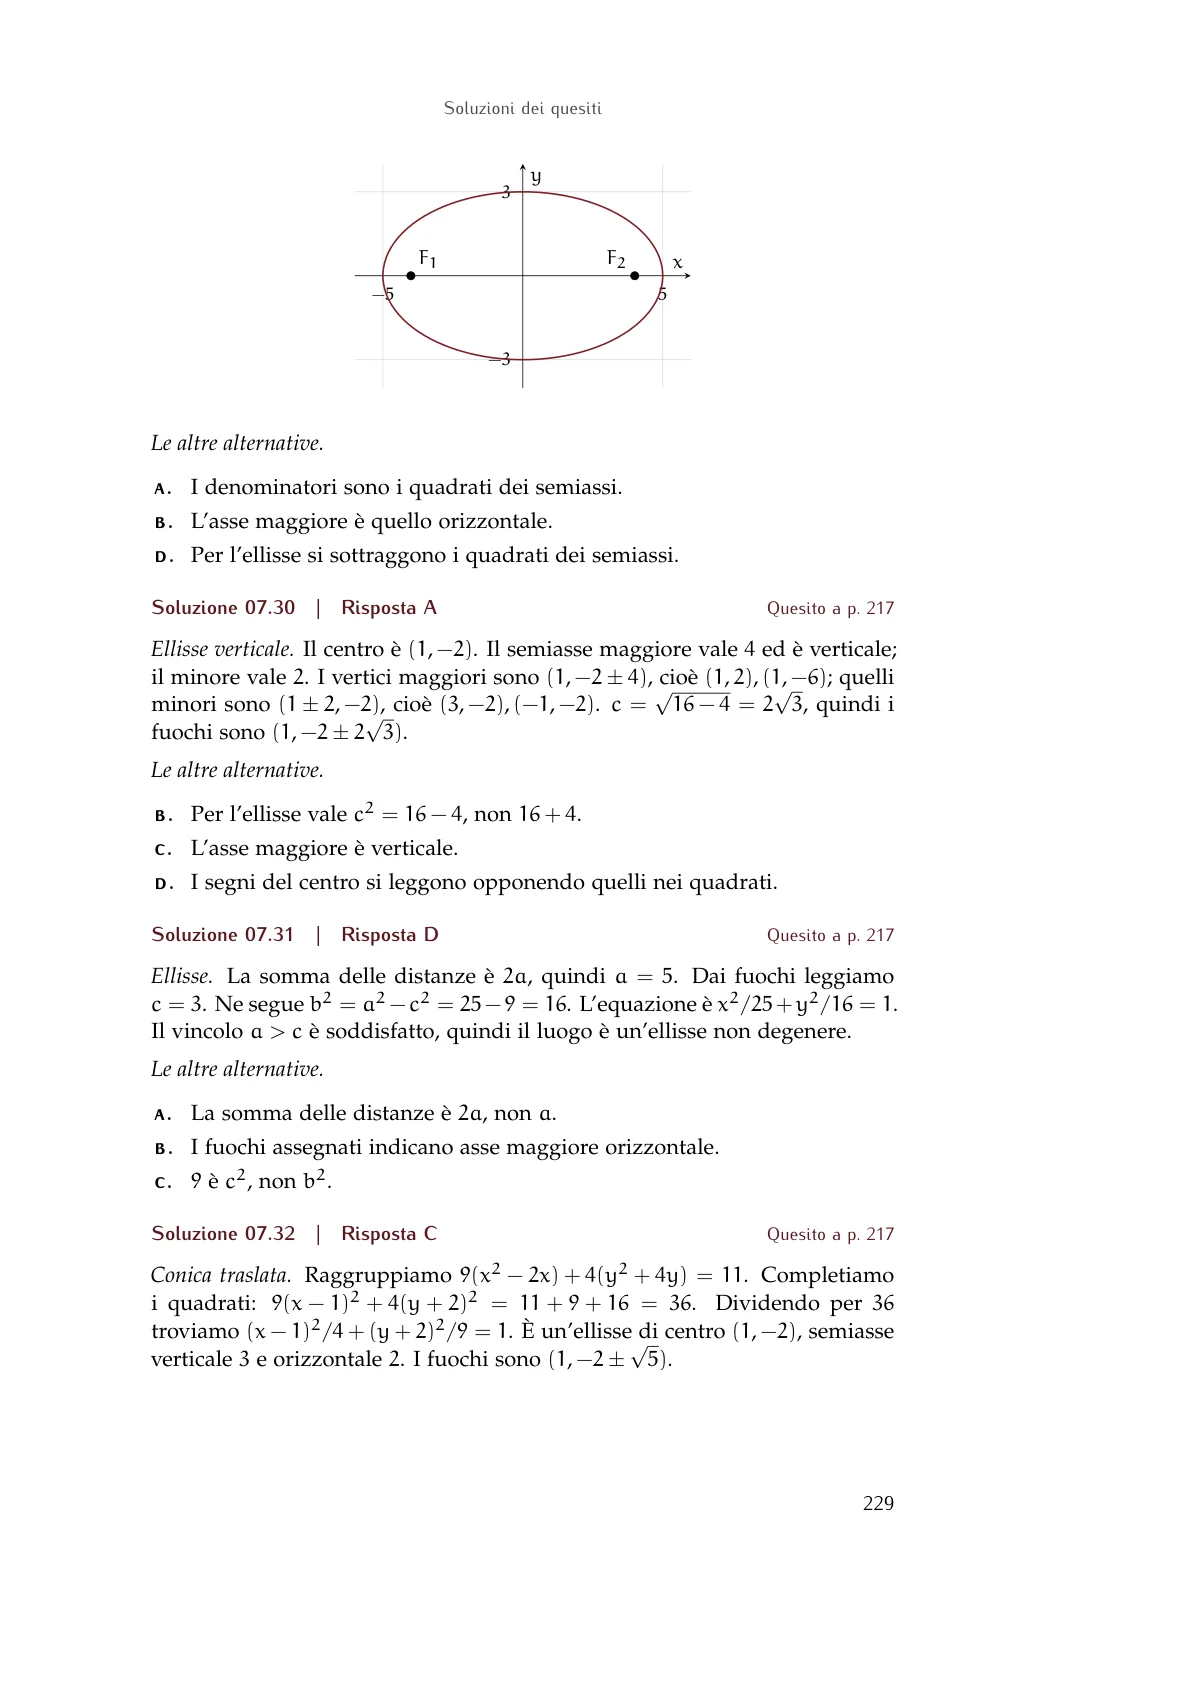 Soluzioni dei quesiti
y
3
F₁ F₂ x
−5 5
−3
Le altre alternative.
A. I denominatori sono i quadrati dei semiassi.
B. L’asse maggiore è quello orizzontale.
D. Per l’ellisse si sottraggono i quadrati dei semiassi.
Soluzione 07.30 | Risposta A Quesito a p. 217
Ellisse verticale. Il centro è (1, −2). Il semiasse maggiore vale 4 ed è verticale;
il minore vale 2. I vertici maggiori sono (1, −2 ± 4), cioè (1, 2), (1, −6); quelli
minori sono (1 ± 2, −2), cioè (3, −2), (−1, −2). c = √(16 − 4) = 2√3, quindi i
fuochi sono (1, −2 ± 2√3).
Le altre alternative.
B. Per l’ellisse vale c² = 16 − 4, non 16 + 4.
C. L’asse maggiore è verticale.
D. I segni del centro si leggono opponendo quelli nei quadrati.
Soluzione 07.31 | Risposta D Quesito a p. 217
Ellisse. La somma delle distanze è 2a, quindi a = 5. Dai fuochi leggiamo
c = 3. Ne segue b² = a² − c² = 25 − 9 = 16. L’equazione è x²/25 + y²/16 = 1.
Il vincolo a > c è soddisfatto, quindi il luogo è un’ellisse non degenere.
Le altre alternative.
A. La somma delle distanze è 2a, non a.
B. I fuochi assegnati indicano asse maggiore orizzontale.
C. 9 è c², non b².
Soluzione 07.32 | Risposta C Quesito a p. 217
Conica traslata. Raggruppiamo 9(x² − 2x) + 4(y² + 4y) = 11. Completiamo
i quadrati: 9(x − 1)² + 4(y + 2)² = 11 + 9 + 16 = 36. Dividendo per 36
troviamo (x − 1)²/4 + (y + 2)²/9 = 1. È un’ellisse di centro (1, −2), semiasse
verticale 3 e orizzontale 2. I fuochi sono (1, −2 ± √5).
229